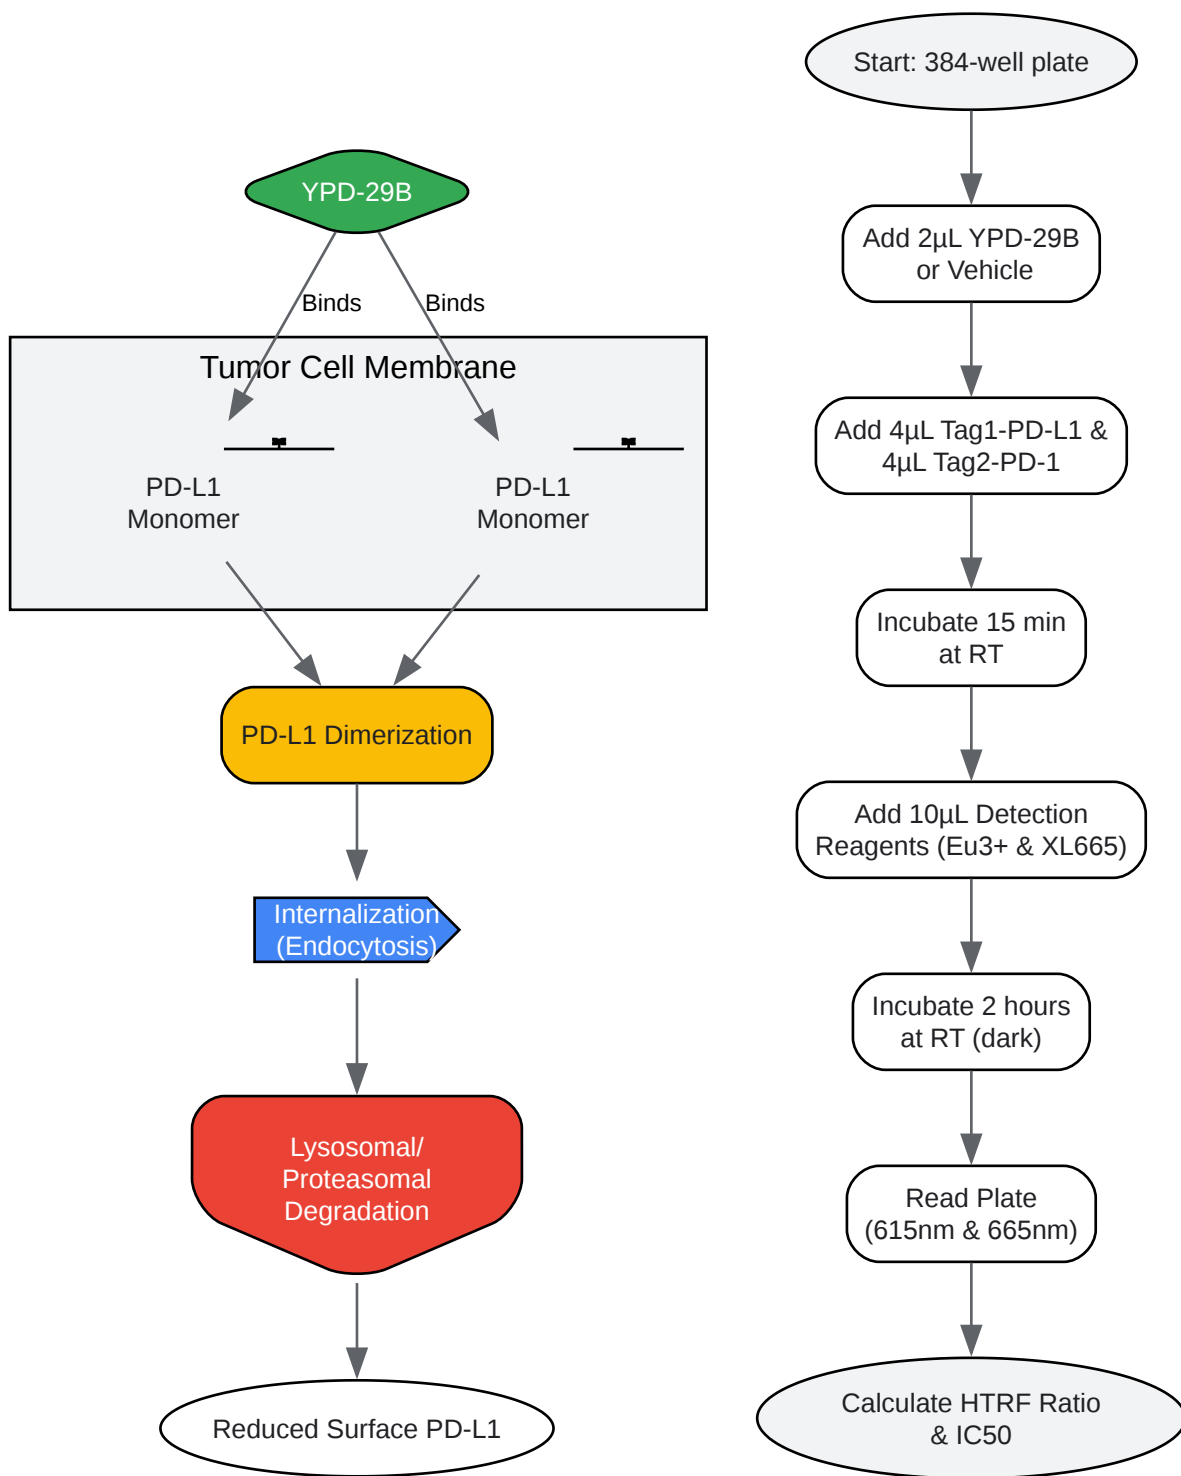 YPD-29B
Binds
Binds
Tumor Cell Membrane
PD-L1
Monomer
PD-L1
Monomer
PD-L1 Dimerization
Internalization
(Endocytosis)
Lysosomal/
Proteasomal
Degradation
Reduced Surface PD-L1
Start: 384-well plate
Add 2µL YPD-29B
or Vehicle
Add 4µL Tag1-PD-L1 &
4µL Tag2-PD-1
Incubate 15 min
at RT
Add 10µL Detection
Reagents (Eu3+ & XL665)
Incubate 2 hours
at RT (dark)
Read Plate
(615nm & 665nm)
Calculate HTRF Ratio
& IC50